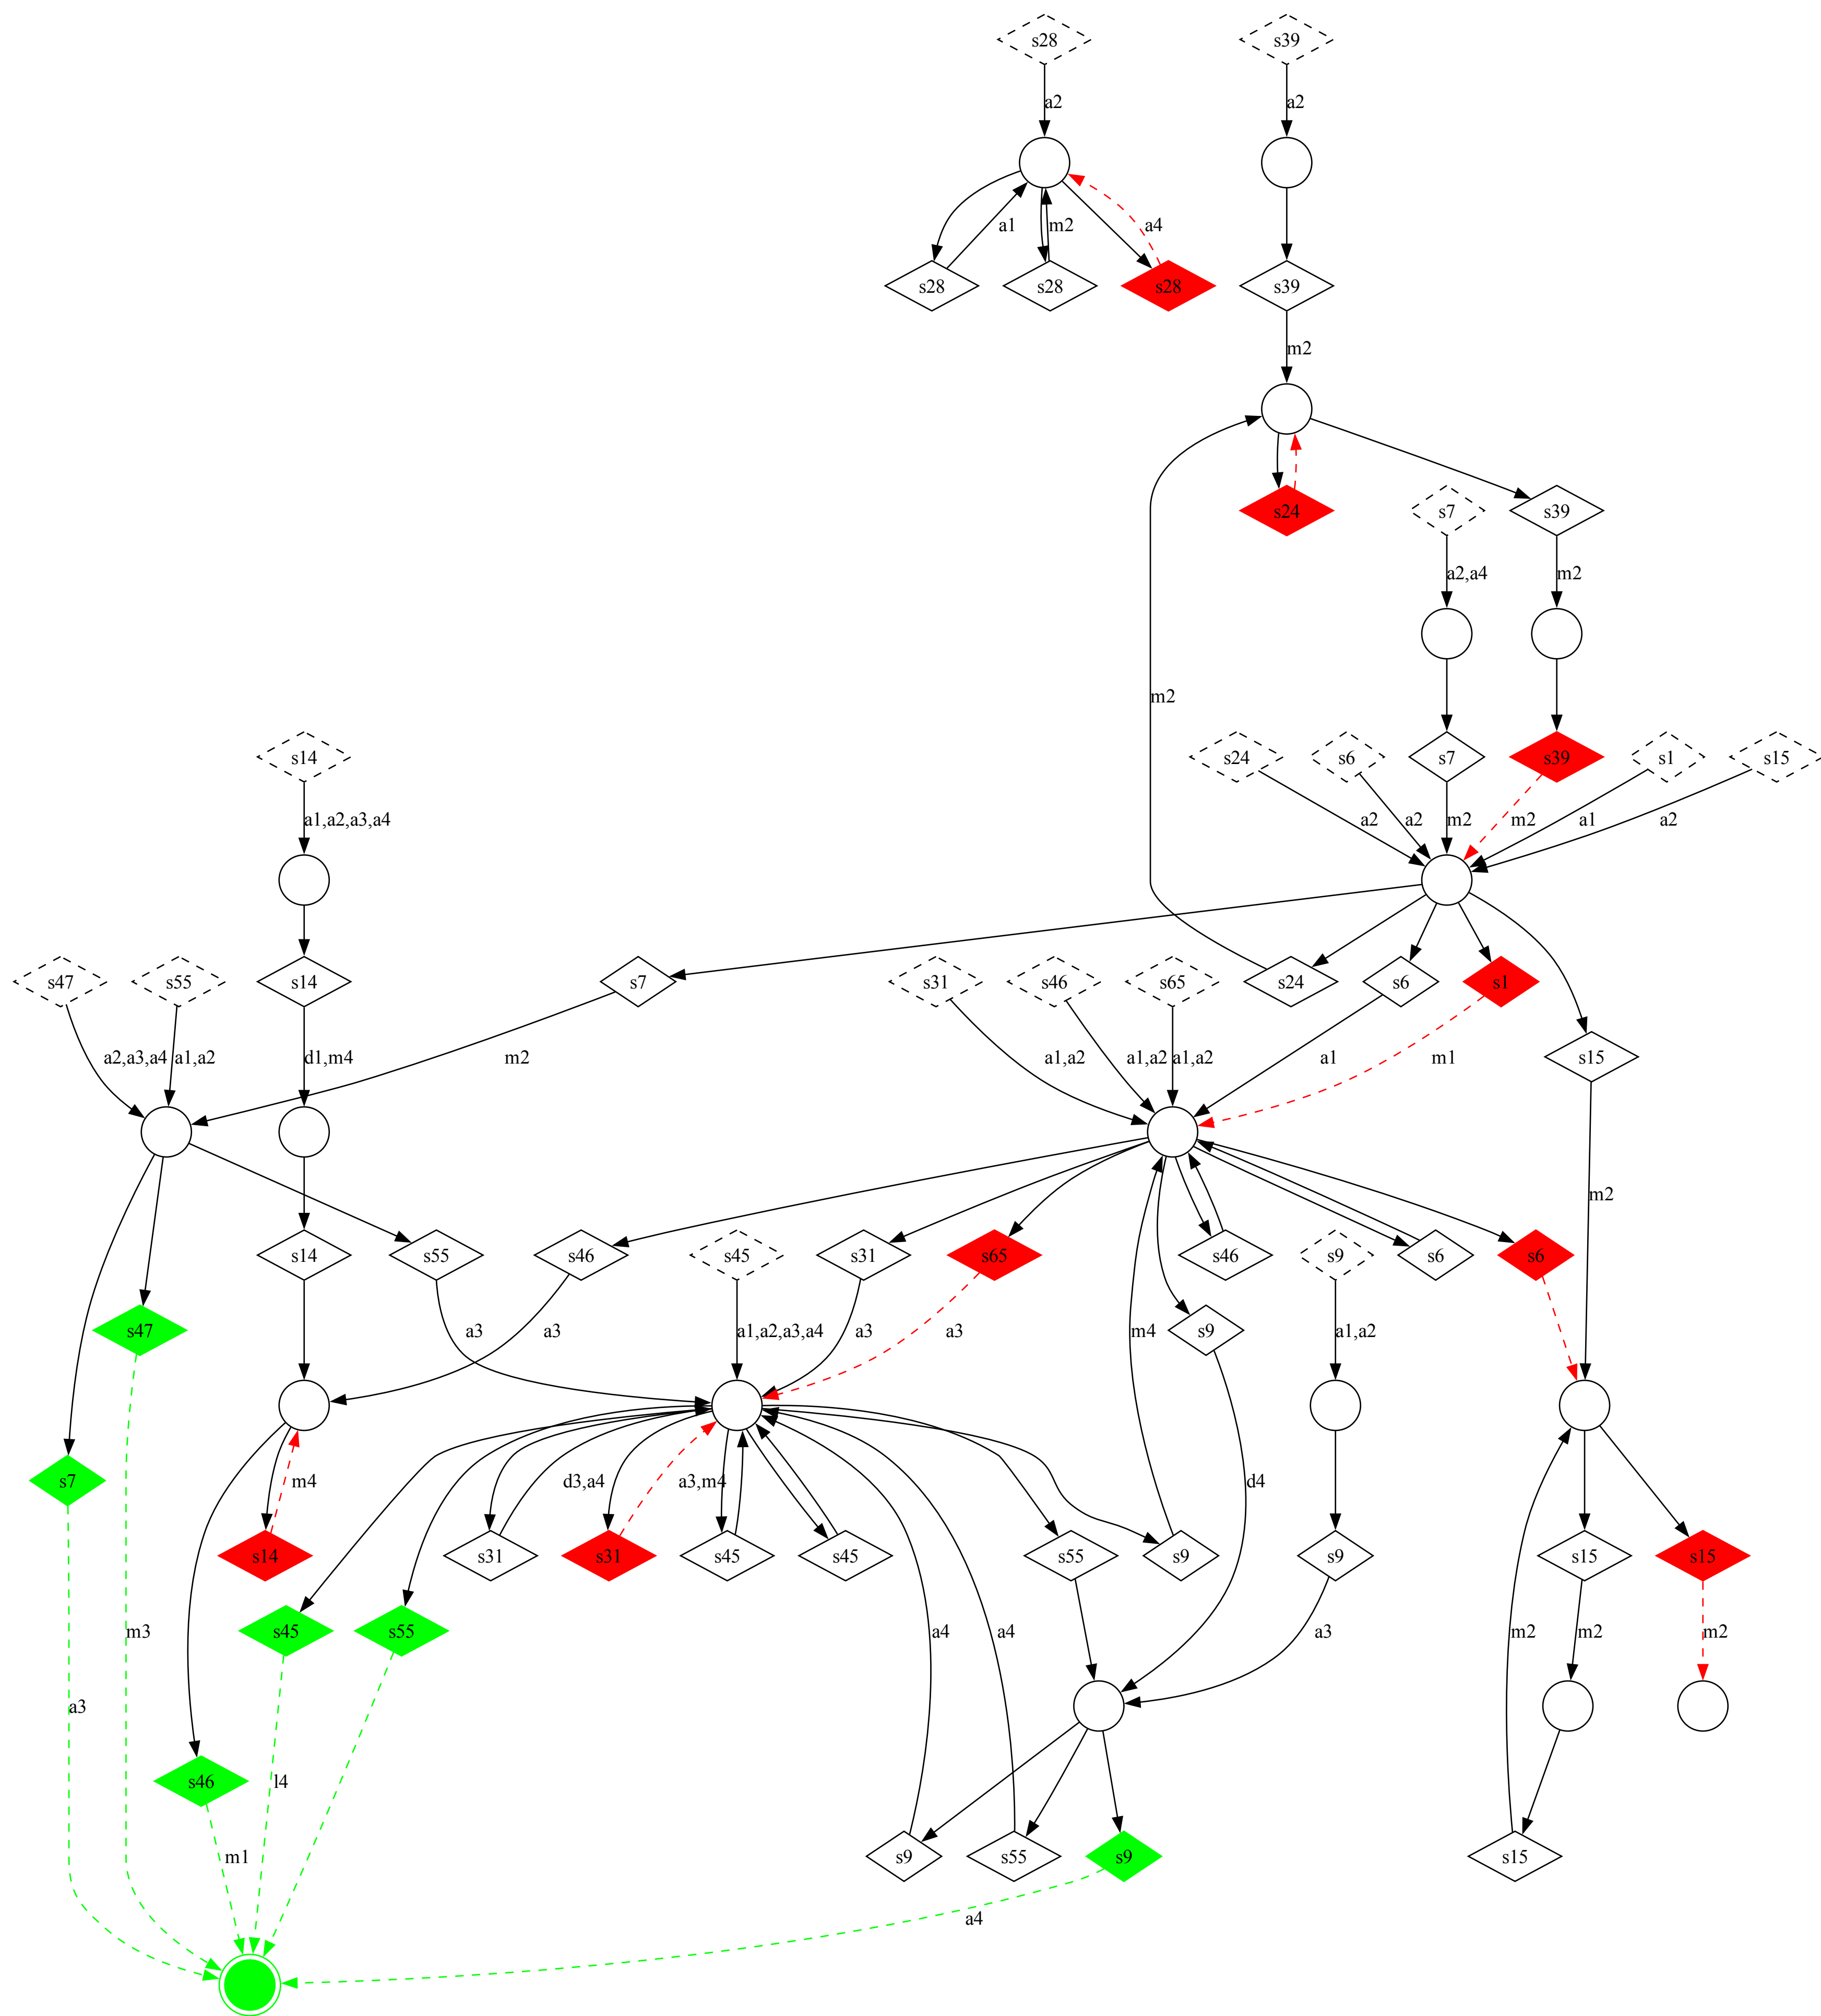 s28 s39
a2 a2
a1 m2 a4
s28 s28 s28 s39
m2
s24 s7 s39
a2,a4 m2
m2
s14 s24 s6 s7 s39 s1 s15
a1,a2,a3,a4 a2 a2 m2 m2 a1 a2
s47 s55 s14 s7 s31 s46 s65 s24 s6 s1
a2,a3,a4 a1,a2 d1,m4 m2 a1,a2 a1,a2 a1,a2 a1 m1 s15
m2
s14 s55 s46 s45 s31 s65 s46 s9 s6 s6
s47 a3 a3 a1,a2,a3,a4 a3 a3 m4 s9 a1,a2
s7 m4 d3,a4 a3,m4 d4
s14 s31 s31 s45 s45 s55 s9 s9 s15 s15
m3 s45 s55 a4 a4 a3 m2 m2 m2
a3
s46 l4
m1 s9 s55 s9 s15
a4